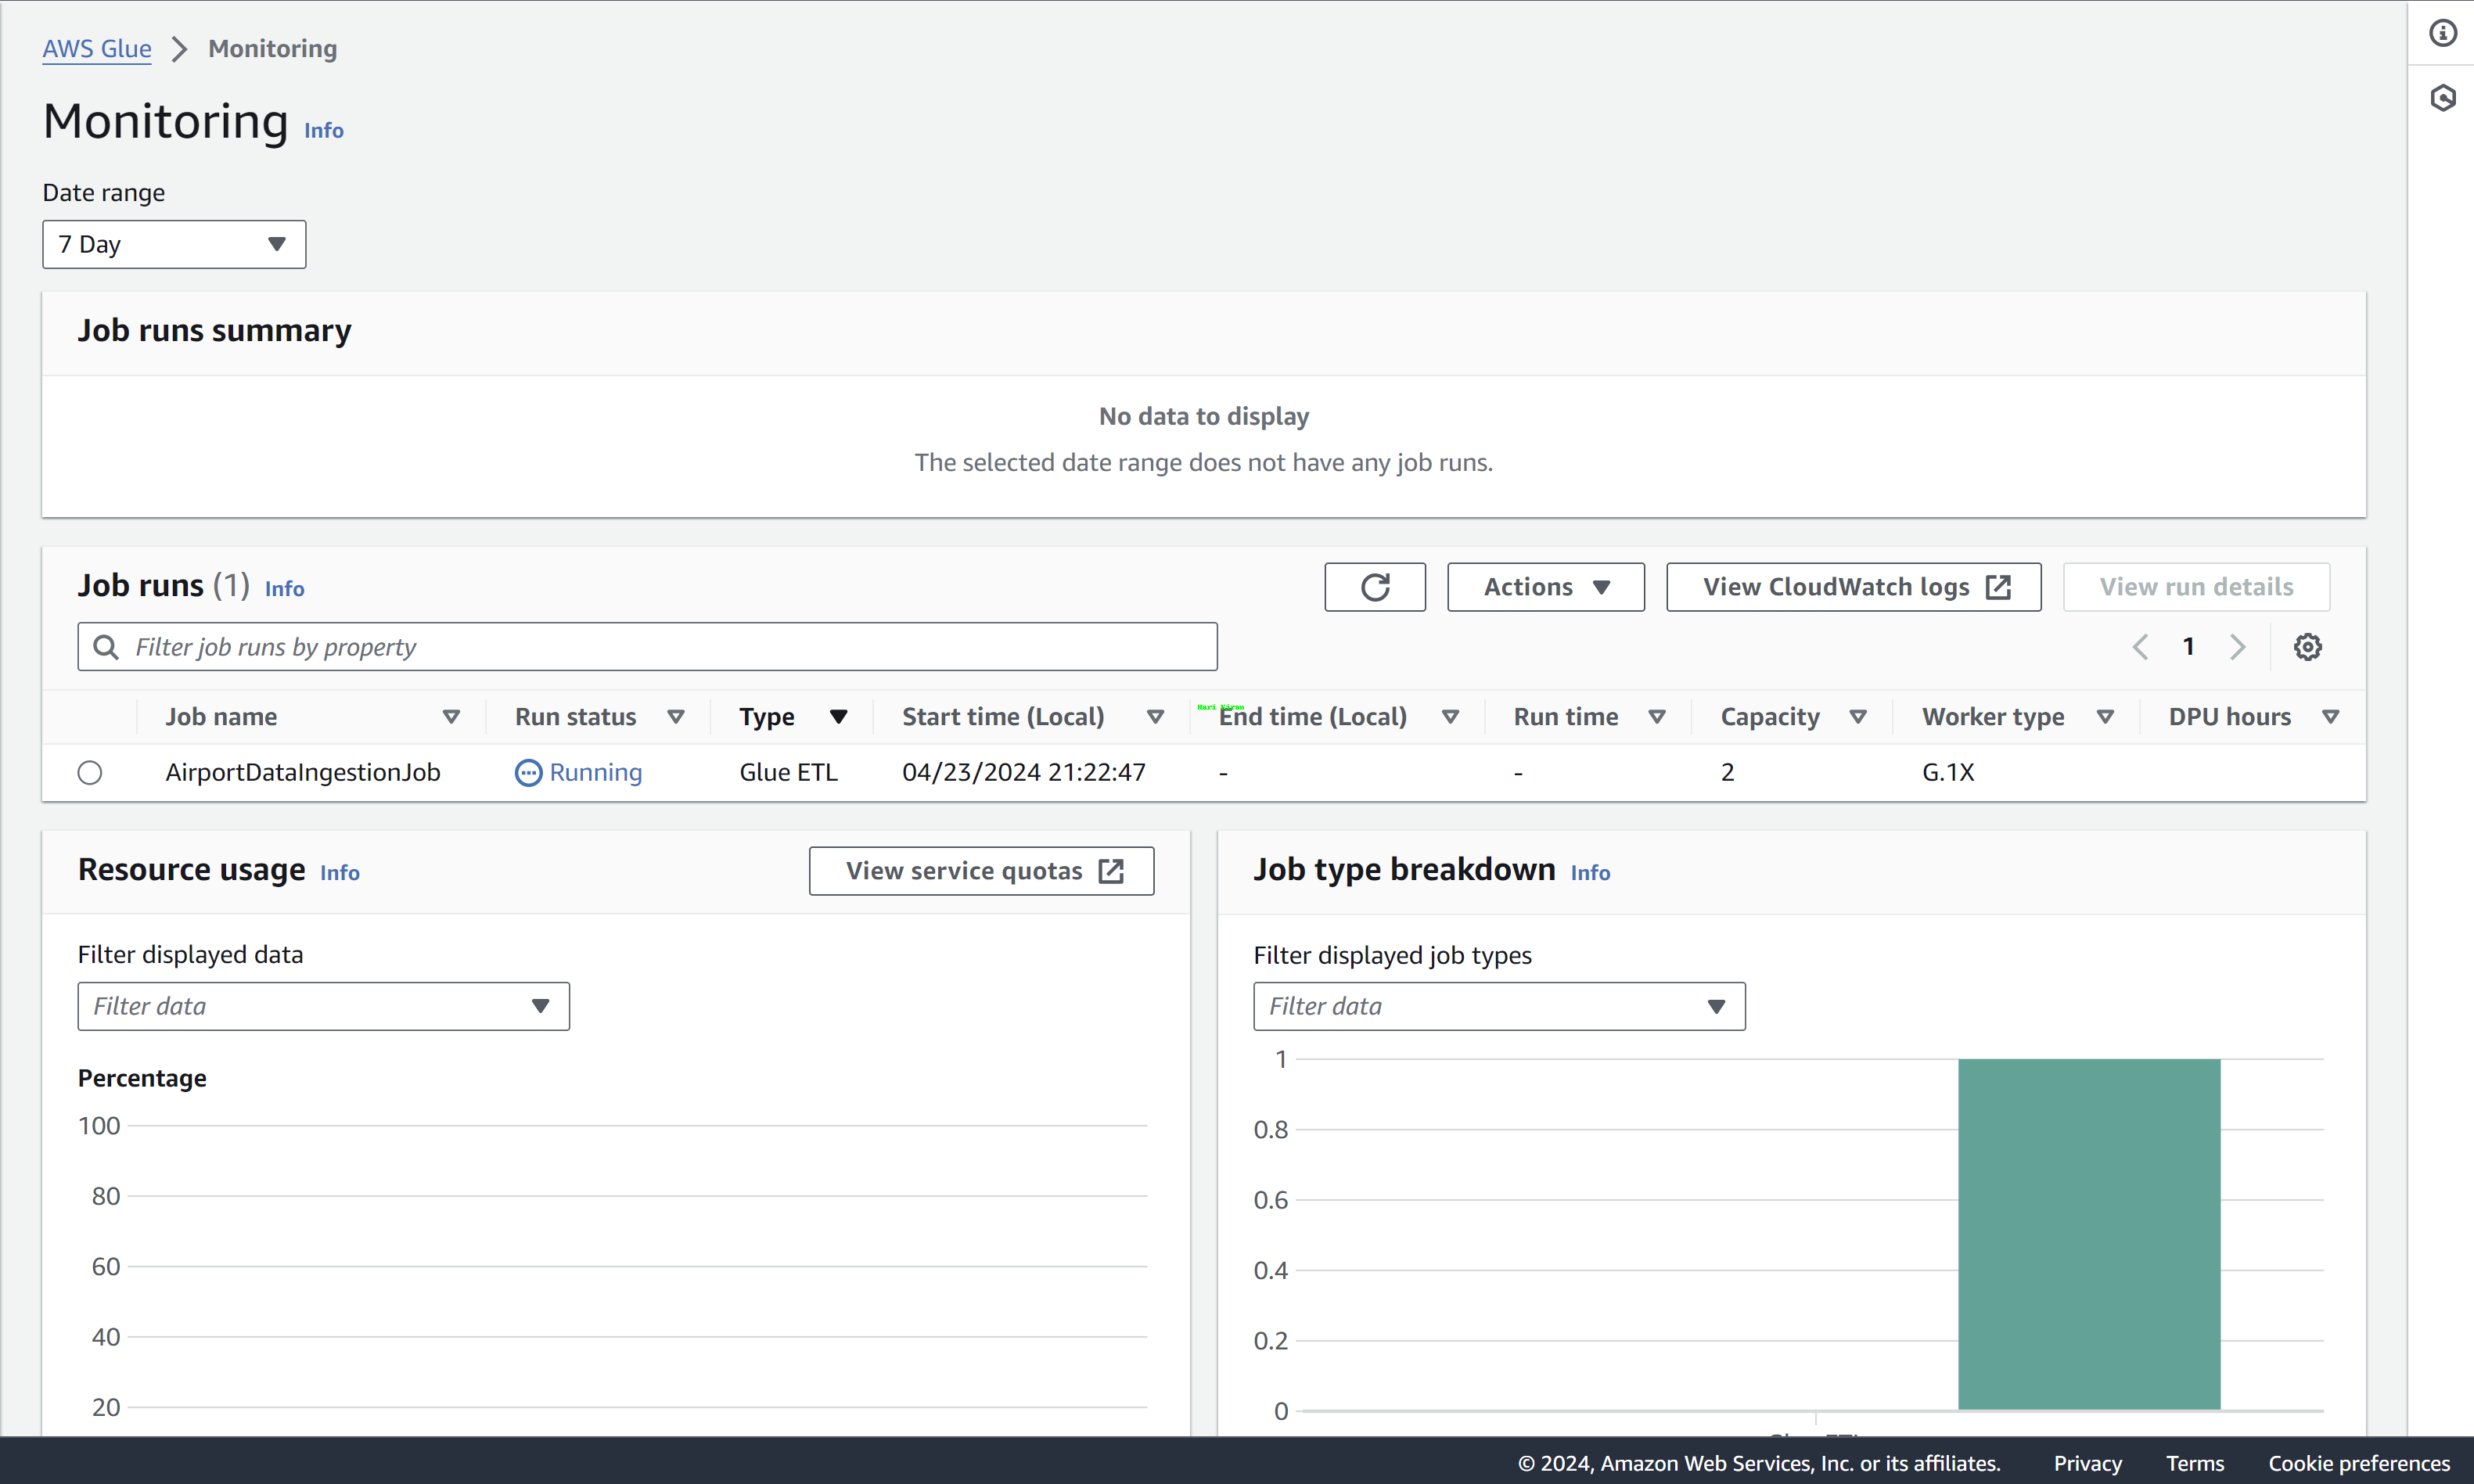 AWS Glue > Monitoring
Monitoring Info
Date range
7 Day
Job runs summary
No data to display
The selected date range does not have any job runs.
Job runs (1) Info
Actions
View CloudWatch logs
View run details
Filter job runs by property
1
Job name Run status Type Start time (Local) End time (Local) Run time Capacity Worker type DPU hours
Hari Kiran
AirportDataIngestionJob Running Glue ETL 04/23/2024 21:22:47 - - 2 G.1X
Resource usage Info
View service quotas
Filter displayed data
Filter data
Percentage
100
80
60
40
20
Job type breakdown Info
Filter displayed job types
Filter data
1
0.8
0.6
0.4
0.2
0
© 2024, Amazon Web Services, Inc. or its affiliates. Privacy Terms Cookie preferences